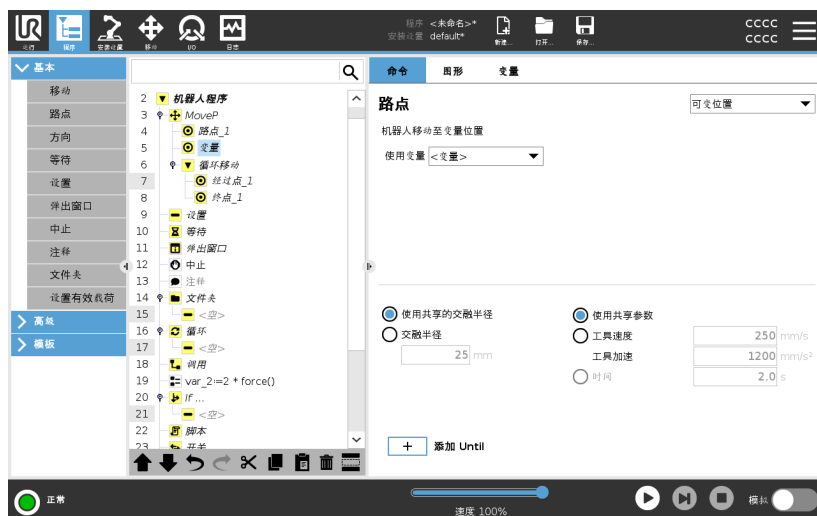 UR
运行 程序 安装设置 移动 I/O 日志
程序 <未命名>*
安装设置 default*
新建... 打开... 保存...
CCCC
CCCC
基本
移动
路点
方向
等待
设置
弹出窗口
中止
注释
文件夹
设置有效载荷
高级
模板
2 机器人程序
3 MoveP
4 路点_1
5 变量
6 循环移动
7 经过点_1
8 终点_1
9 设置
10 等待
11 弹出窗口
12 中止
13 注释
14 文件夹
15 <空>
16 循环
17 <空>
18 调用
19 var_2:=2 * force()
20 If ...
21 <空>
22 脚本
23 开关
命令 图形 变量
路点
可变位置
机器人移动至变量位置
使用变量 <变量>
使用共享的交融半径
交融半径
25 mm
使用共享参数
工具速度 250 mm/s
工具加速 1200 mm/s²
时间 2.0 s
+ 添加 Until
正常
速度 100%
模拟